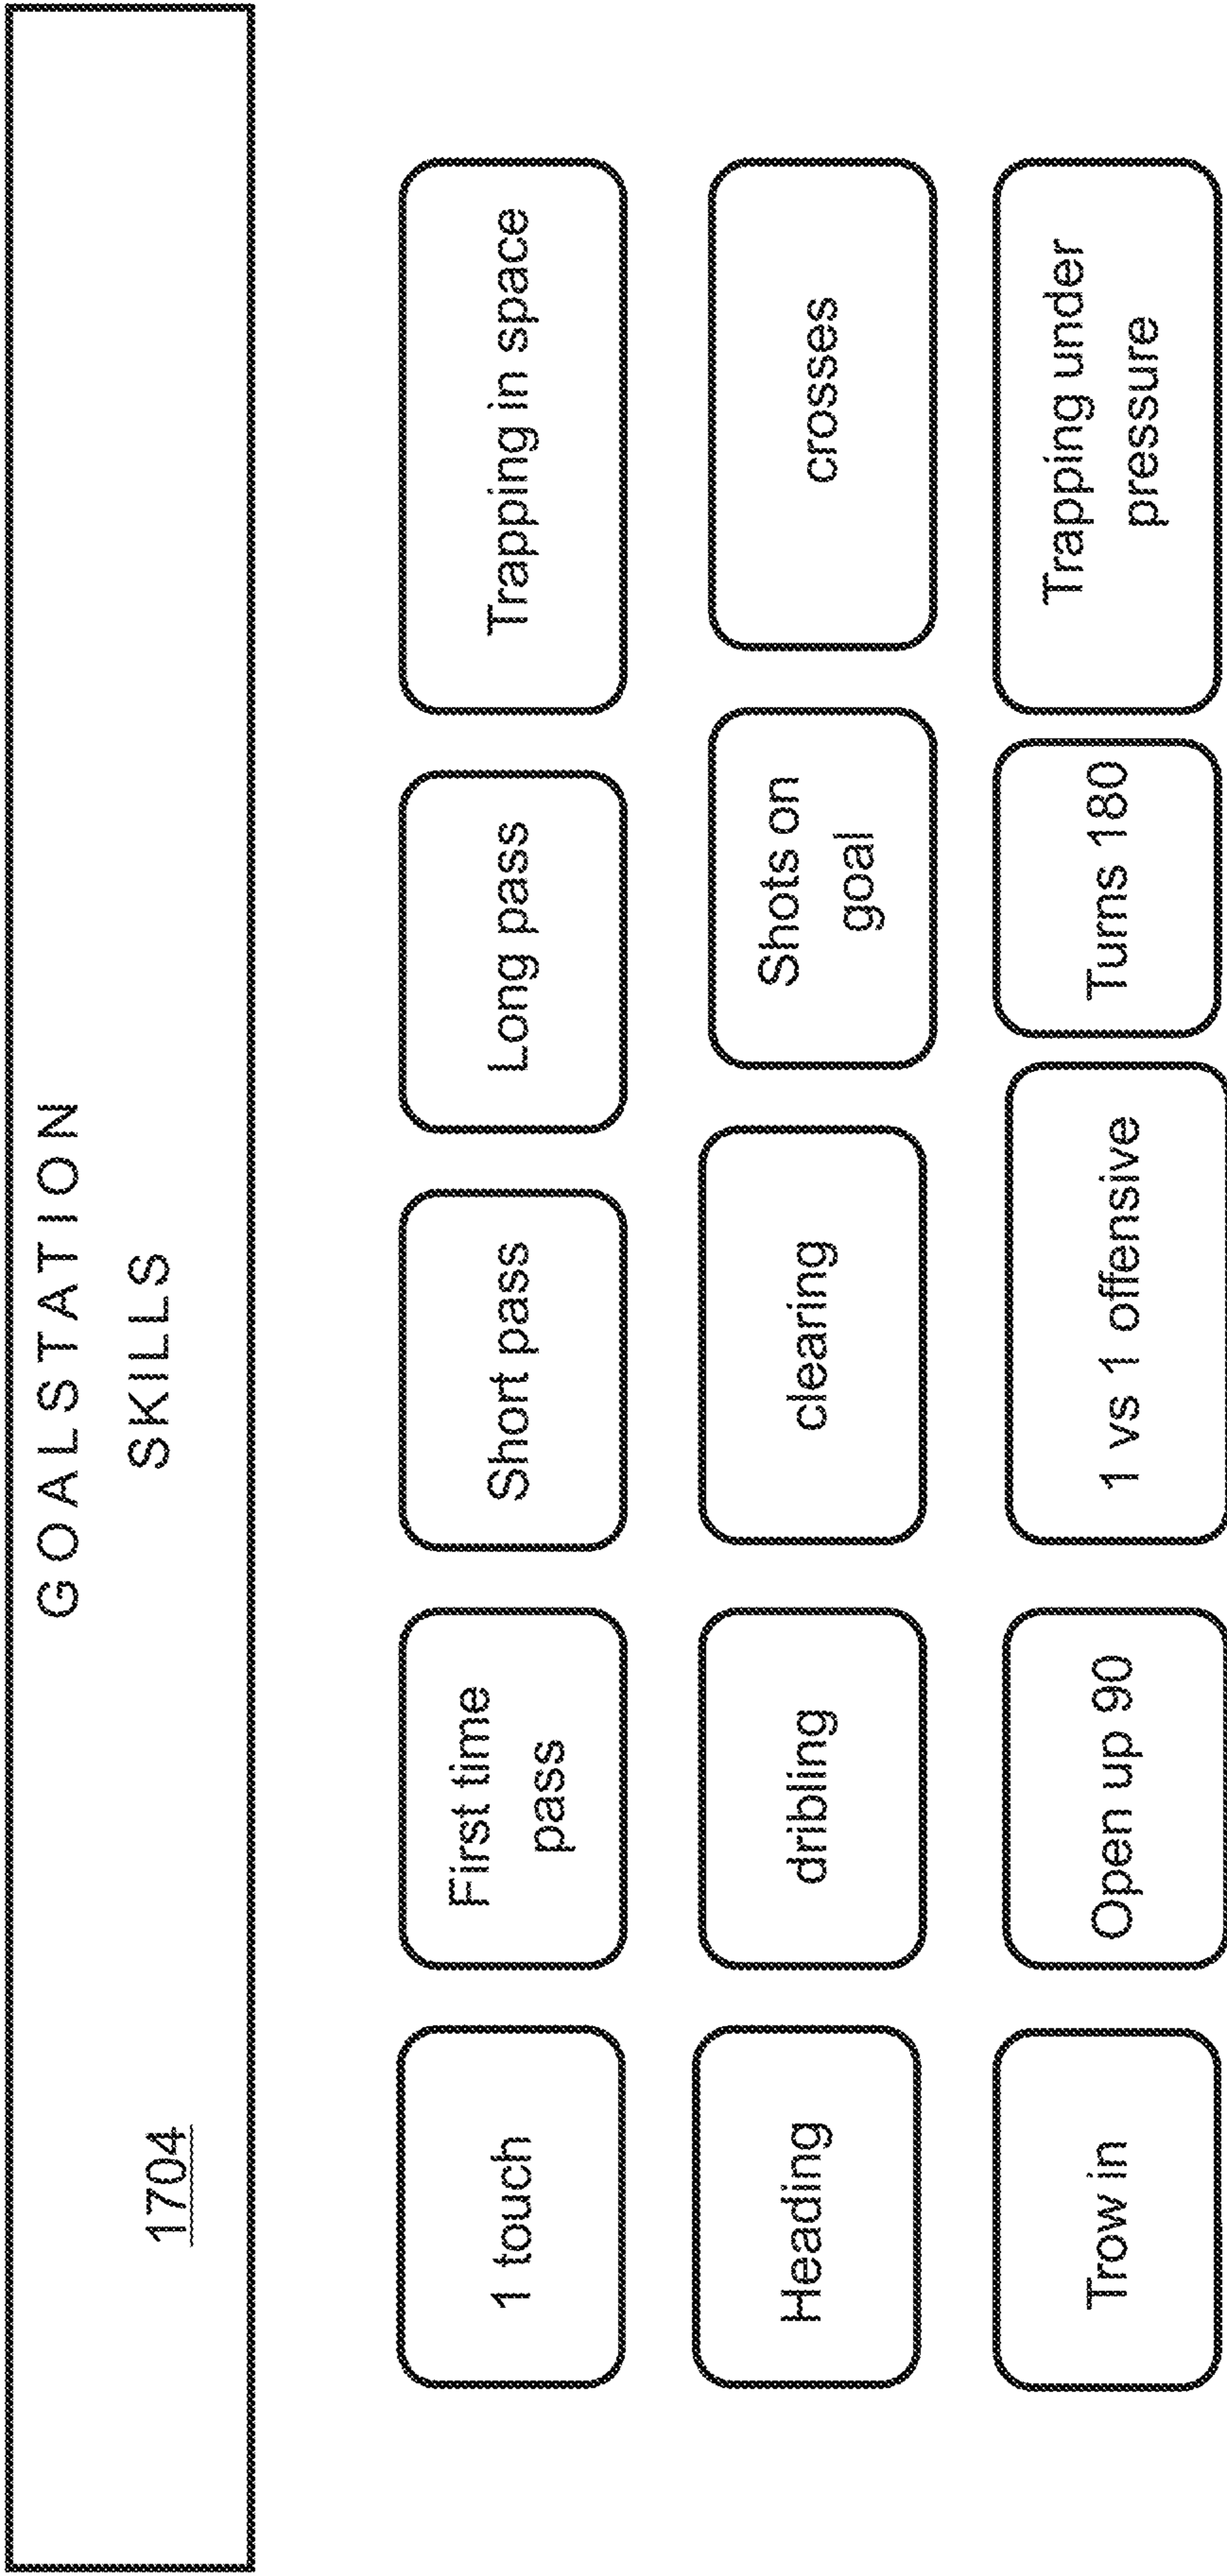 GOALSTATION
SKILLS
1704
1 touch
First time
pass
Short pass
Long pass
Trapping in space
Heading
dribling
clearing
Shots on
goal
crosses
Trow in
Open up 90
1 vs 1 offensive
Turns 180
Trapping under
pressure